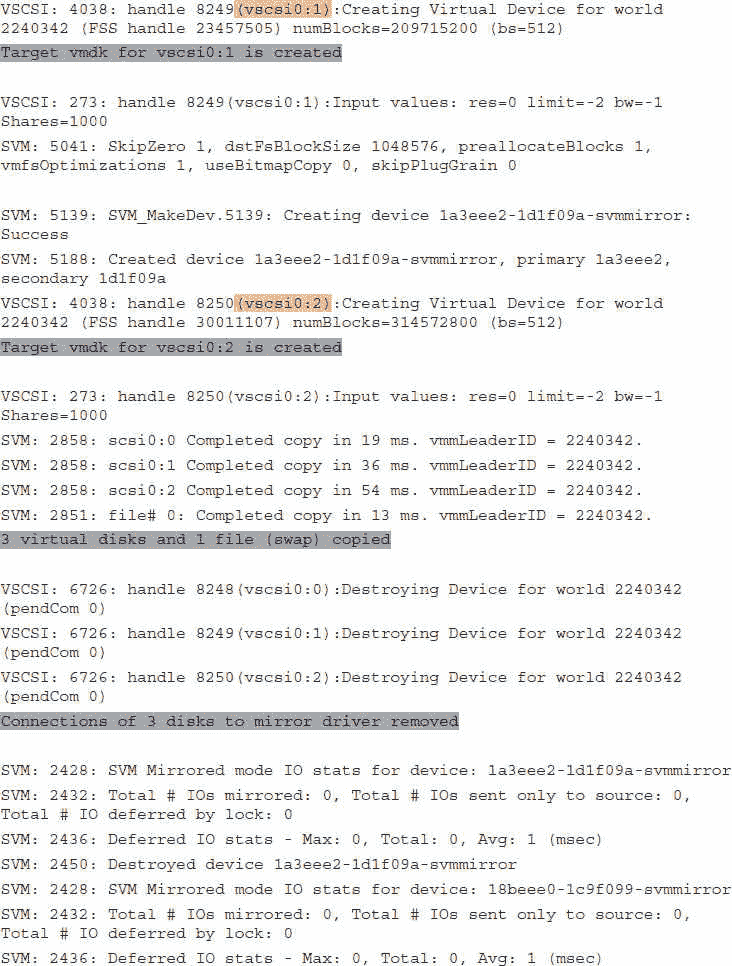 VSCSI: 4038: handle 8249(vscsi0:1):Creating Virtual Device for world
2240342 (FSS handle 23457505) numBlocks=209715200 (bs=512)
Target vmdk for vscsi0:1 is created
VSCSI: 273: handle 8249(vscsi0:1):Input values: res=0 limit=-2 bw=-1
Shares=1000
SVM: 5041: SkipZero 1, dstFsBlockSize 1048576, preallocateBlocks 1,
vmfsOptimizations 1, useBitmapCopy 0, skipPlugGrain 0
SVM: 5139: SVM_MakeDev.5139: Creating device 1a3eee2-1d1f09a-svmmirror:
Success
SVM: 5188: Created device 1a3eee2-1d1f09a-svmmirror, primary 1a3eee2,
secondary 1d1f09a
VSCSI: 4038: handle 8250(vscsi0:2):Creating Virtual Device for world
2240342 (FSS handle 30011107) numBlocks=314572800 (bs=512)
Target vmdk for vscsi0:2 is created
VSCSI: 273: handle 8250(vscsi0:2):Input values: res=0 limit=-2 bw=-1
Shares=1000
SVM: 2858: scsi0:0 Completed copy in 19 ms. vmmLeaderID = 2240342.
SVM: 2858: scsi0:1 Completed copy in 36 ms. vmmLeaderID = 2240342.
SVM: 2858: scsi0:2 Completed copy in 54 ms. vmmLeaderID = 2240342.
SVM: 2851: file# 0: Completed copy in 13 ms. vmmLeaderID = 2240342.
3 virtual disks and 1 file (swap) copied
VSCSI: 6726: handle 8248(vscsi0:0):Destroying Device for world 2240342
(pendCom 0)
VSCSI: 6726: handle 8249(vscsi0:1):Destroying Device for world 2240342
(pendCom 0)
VSCSI: 6726: handle 8250(vscsi0:2):Destroying Device for world 2240342
(pendCom 0)
Connections of 3 disks to mirror driver removed
SVM: 2428: SVM Mirrored mode IO stats for device: 1a3eee2-1d1f09a-svmmirror
SVM: 2432: Total # IOs mirrored: 0, Total # IOs sent only to source: 0,
Total # IO deferred by lock: 0
SVM: 2436: Deferred IO stats - Max: 0, Total: 0, Avg: 1 (msec)
SVM: 2450: Destroyed device 1a3eee2-1d1f09a-svmmirror
SVM: 2428: SVM Mirrored mode IO stats for device: 18beee0-1c9f099-svmmirror
SVM: 2432: Total # IOs mirrored: 0, Total # IOs sent only to source: 0,
Total # IO deferred by lock: 0
SVM: 2436: Deferred IO stats - Max: 0, Total: 0, Avg: 1 (msec)